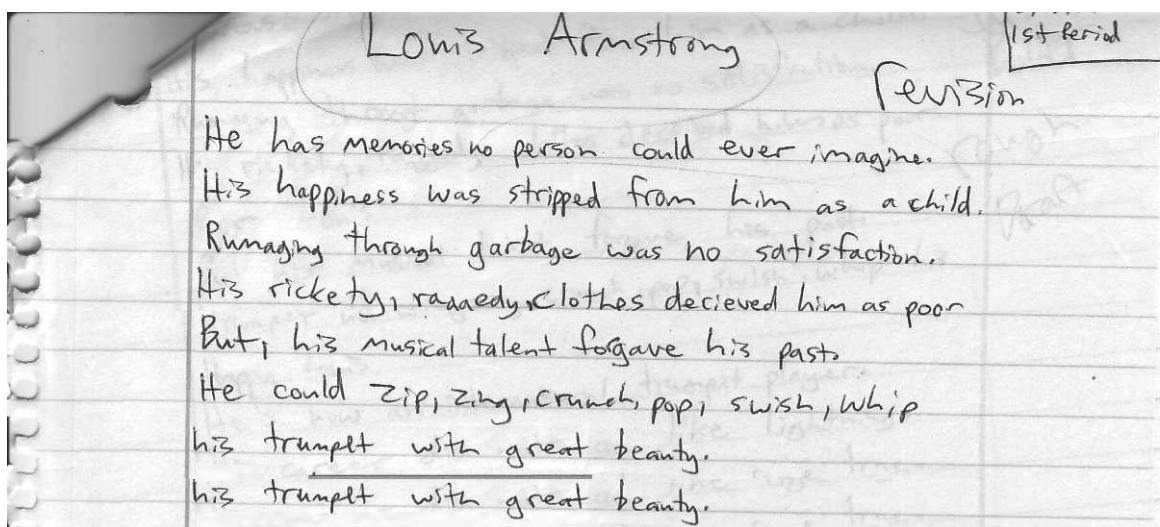 Louis Armstrong
1st Period
revision
He has memories no person could ever imagine.
His happiness was stripped from him as a child.
Rumaging through garbage was no satisfaction.
His rickety, raggedy, clothes decieved him as poor
But, his musical talent forgave his past.
He could zip, zing, crunch, pop, swish, whip
his trumpet with great beauty.
his trumpet with great beauty.